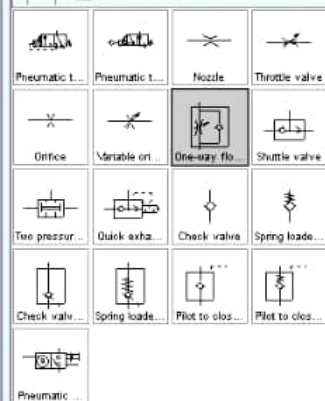 Pneumatic t...
Pneumatic t...
Nozzle
Throttle valve
Orifice
Variable ori...
One-way flo...
Shuttle valve
Two pressur...
Quick exha...
Check valve
Spring loade...
Check valv...
Spring loade...
Pilot to clos...
Pilot to clos...
Pneumatic ...